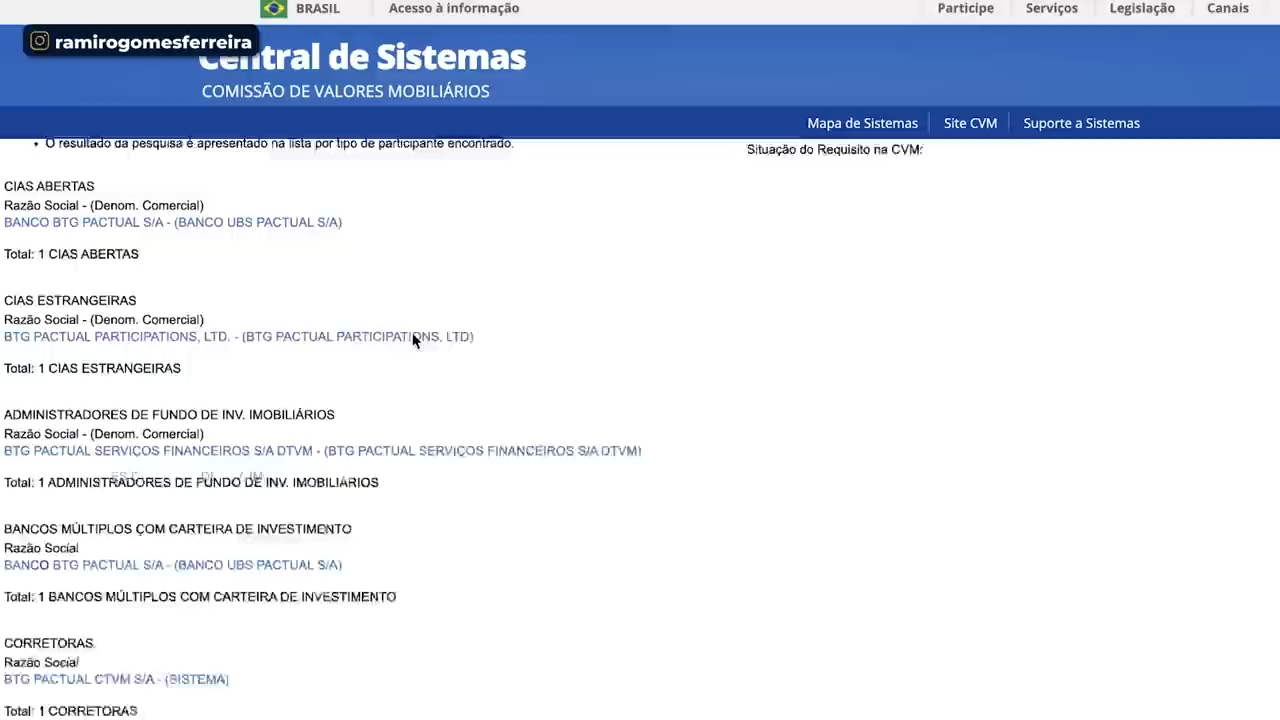 BRASIL
Acesso à informação
Participe
Serviços
Legislação
Canais
ramirogomesferreira
Central de Sistemas
COMISSÃO DE VALORES MOBILIÁRIOS
Mapa de Sistemas
Site CVM
Suporte a Sistemas
• O resultado da pesquisa é apresentado na lista por tipo de participante encontrado.
Situação do Requisito na CVM:
CIAS ABERTAS
Razão Social - (Denom. Comercial)
BANCO BTG PACTUAL S/A - (BANCO UBS PACTUAL S/A)
Total: 1 CIAS ABERTAS
CIAS ESTRANGEIRAS
Razão Social - (Denom. Comercial)
BTG PACTUAL PARTICIPATIONS, LTD. - (BTG PACTUAL PARTICIPATIONS, LTD)
Total: 1 CIAS ESTRANGEIRAS
ADMINISTRADORES DE FUNDO DE INV. IMOBILIÁRIOS
Razão Social - (Denom. Comercial)
BTG PACTUAL SERVIÇOS FINANCEIROS S/A DTVM - (BTG PACTUAL SERVIÇOS FINANCEIROS S/A DTVM)
Total: 1 ADMINISTRADORES DE FUNDO DE INV. IMOBILIÁRIOS
BANCOS MÚLTIPLOS COM CARTEIRA DE INVESTIMENTO
Razão Social
BANCO BTG PACTUAL S/A - (BANCO UBS PACTUAL S/A)
Total: 1 BANCOS MÚLTIPLOS COM CARTEIRA DE INVESTIMENTO
CORRETORAS
Razão Social
BTG PACTUAL CTVM S/A - (SISTEMA)
Total: 1 CORRETORAS